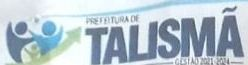 PREFEITURA DE
TALISMÃ
GESTÃO 2021-2024